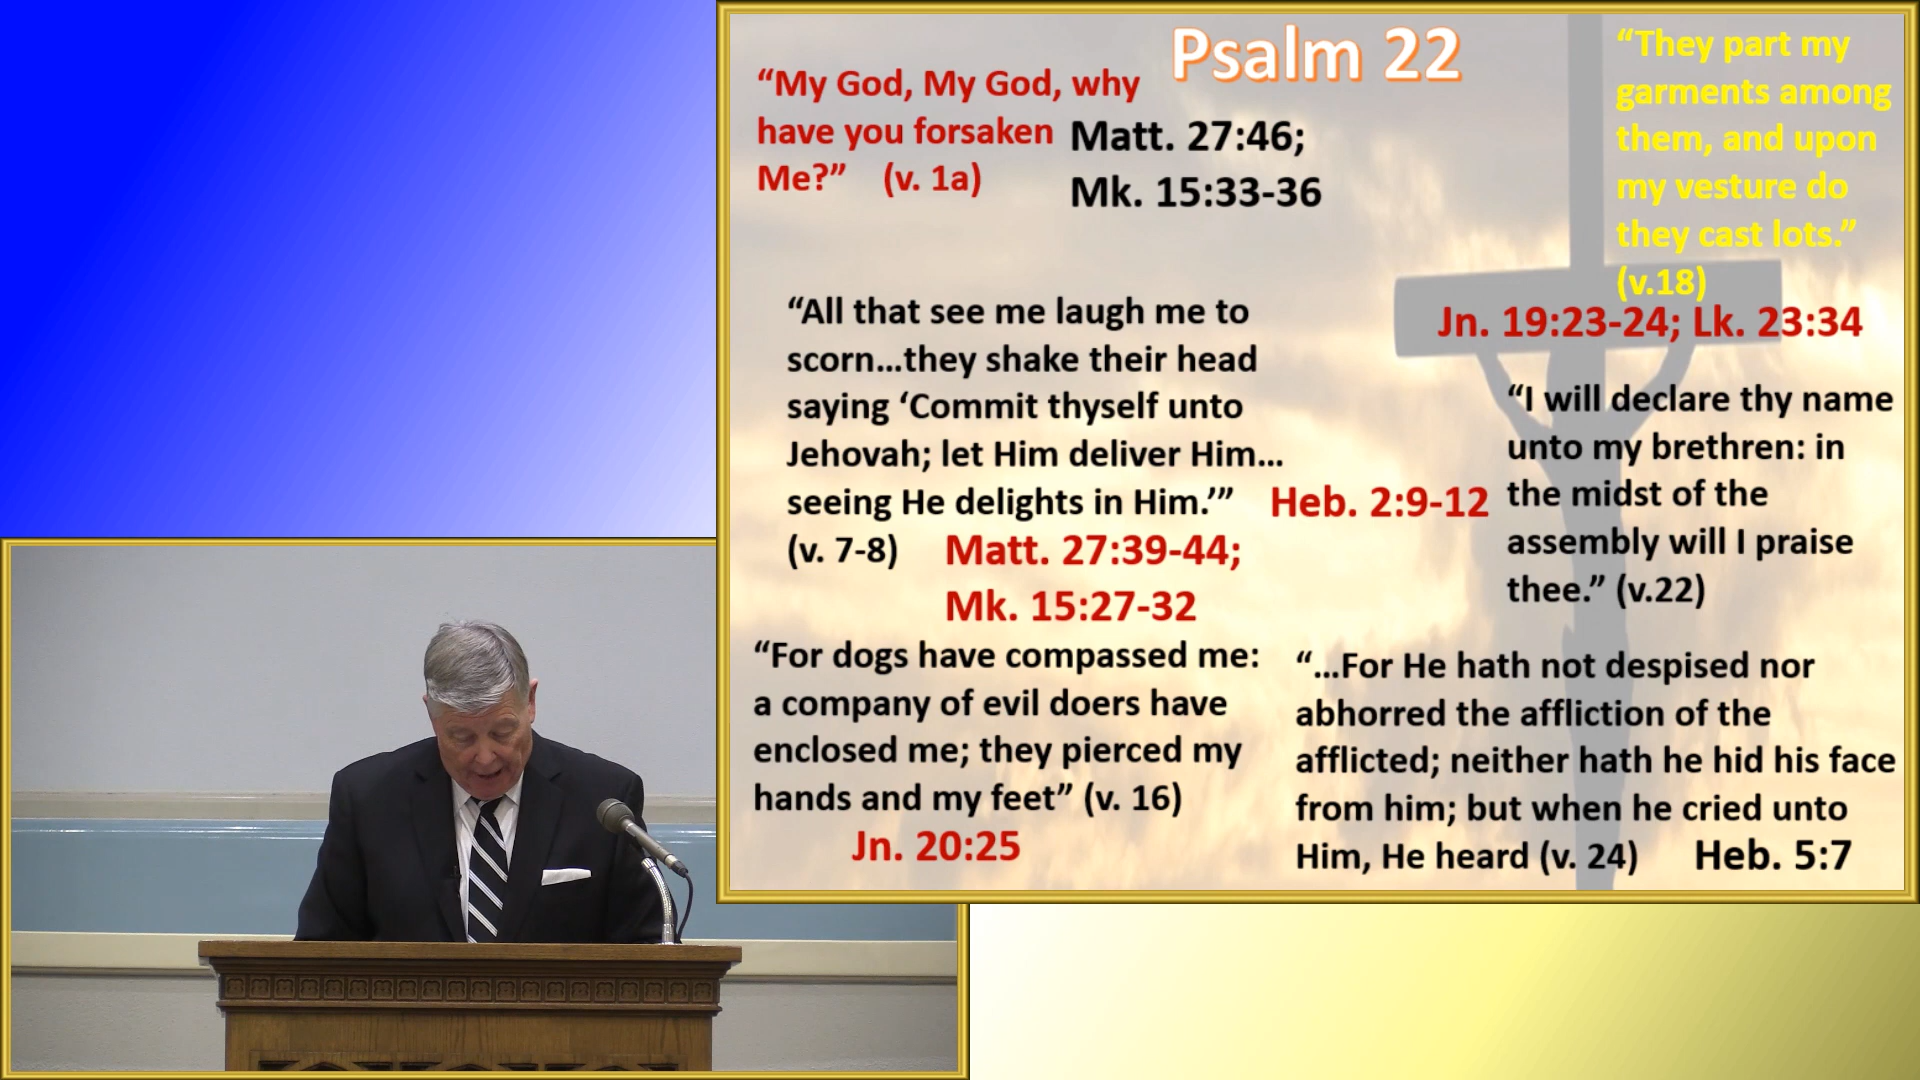 Psalm 22
“My God, My God, why
have you forsaken
Me?” (v. 1a)
Matt. 27:46;
Mk. 15:33-36
“They part my
garments among
them, and upon
my vesture do
they cast lots.”
(v.18)
Jn. 19:23-24; Lk. 23:34
“All that see me laugh me to
scorn...they shake their head
saying ‘Commit thyself unto
Jehovah; let Him deliver Him...
seeing He delights in Him.’”
(v. 7-8)
Matt. 27:39-44;
Mk. 15:27-32
“I will declare thy name
unto my brethren: in
the midst of the
assembly will I praise
thee.” (v.22)
Heb. 2:9-12
“For dogs have compassed me:
a company of evil doers have
enclosed me; they pierced my
hands and my feet” (v. 16)
Jn. 20:25
“...For He hath not despised nor
abhorred the affliction of the
afflicted; neither hath he hid his face
from him; but when he cried unto
Him, He heard (v. 24)
Heb. 5:7